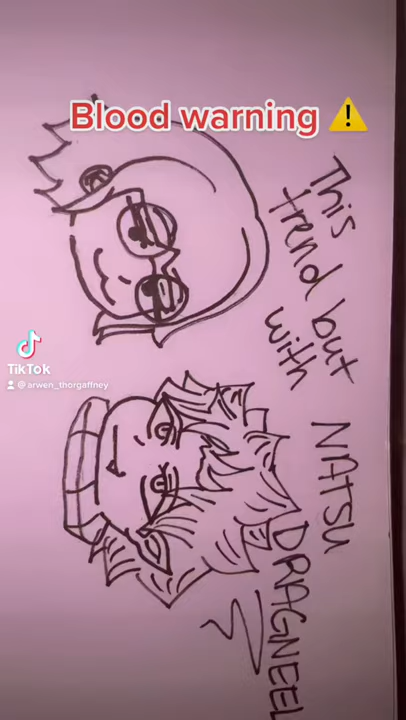 Blood warning ⚠️
This
trend but
with
NATSU
DRAGNEEL
TikTok
@arwen_thorgaffney